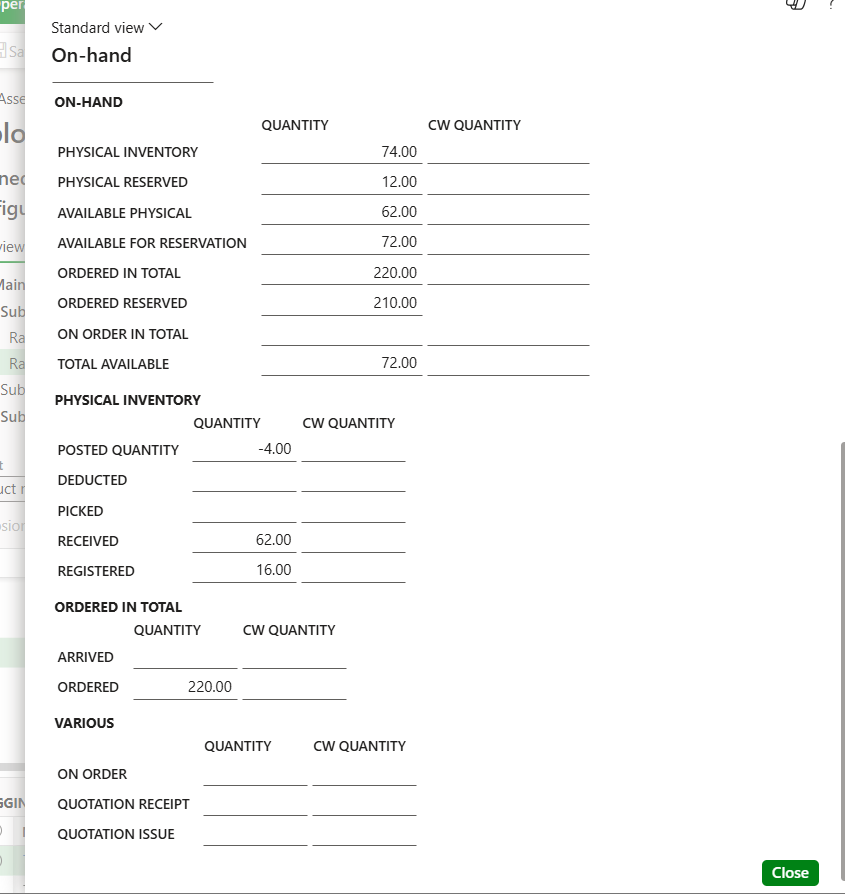 Standard view
On-hand
ON-HAND
QUANTITY CW QUANTITY
PHYSICAL INVENTORY 74.00
PHYSICAL RESERVED 12.00
AVAILABLE PHYSICAL 62.00
AVAILABLE FOR RESERVATION 72.00
ORDERED IN TOTAL 220.00
ORDERED RESERVED 210.00
ON ORDER IN TOTAL
TOTAL AVAILABLE 72.00
PHYSICAL INVENTORY
QUANTITY CW QUANTITY
POSTED QUANTITY -4.00
DEDUCTED
PICKED
RECEIVED 62.00
REGISTERED 16.00
ORDERED IN TOTAL
QUANTITY CW QUANTITY
ARRIVED
ORDERED 220.00
VARIOUS
QUANTITY CW QUANTITY
ON ORDER
QUOTATION RECEIPT
QUOTATION ISSUE
Close